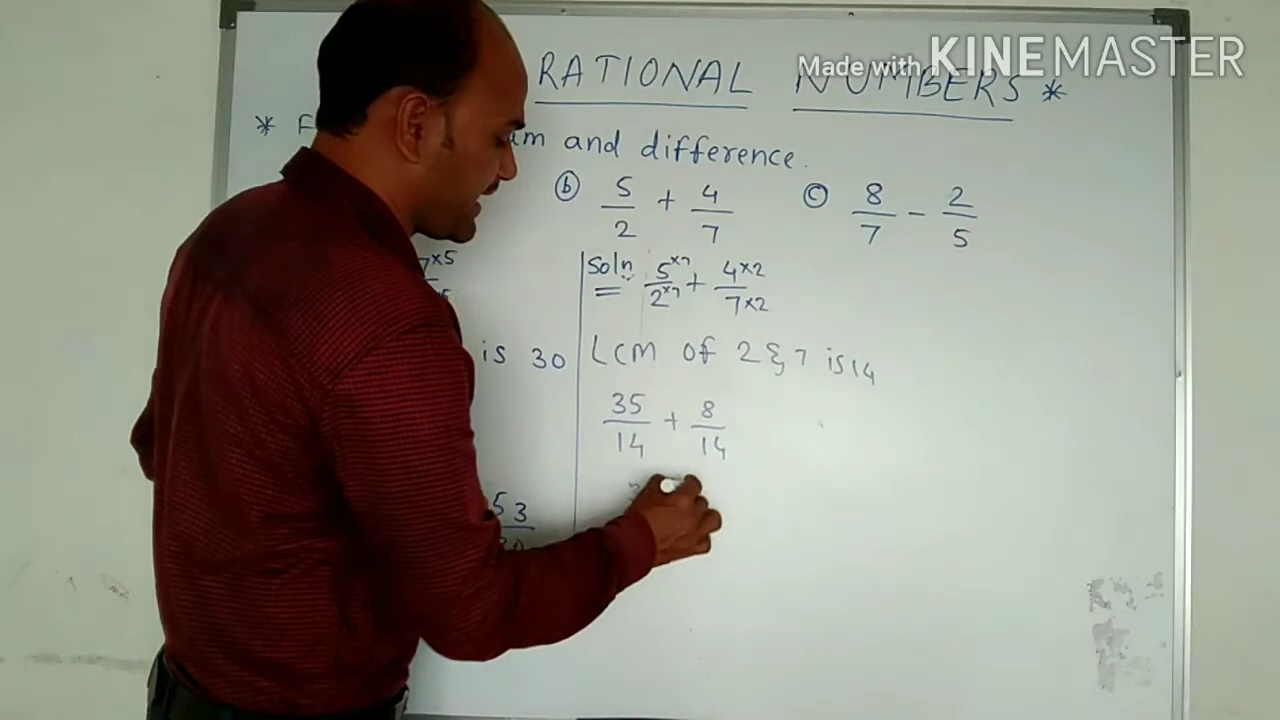 Made with KINEMASTER
RATIONAL NUMBERS *
* F um and difference.
ⓑ 5/2 + 4/7 ⓒ 8/7 - 2/5
7×5
Soln 5×7/2×7 + 4×2/7×2
is 30
LCM of 2 & 7 is 14
35/14 + 8/14
53/30